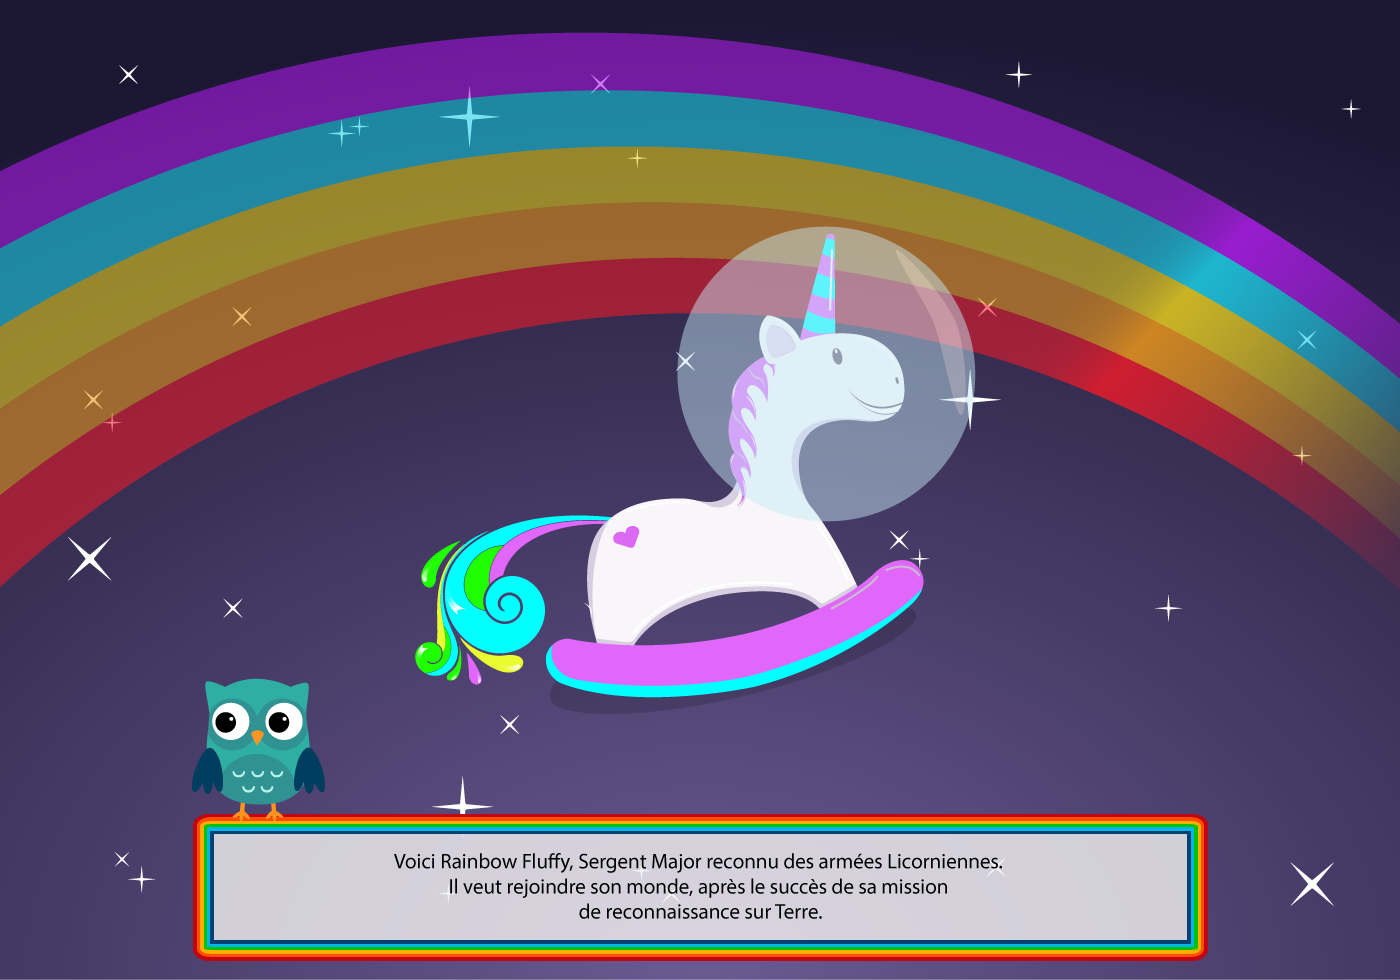 Voici Rainbow Fluffy, Sergent Major reconnu des armées Licorniennes.
Il veut rejoindre son monde, après le succès de sa mission
de reconnaissance sur Terre.